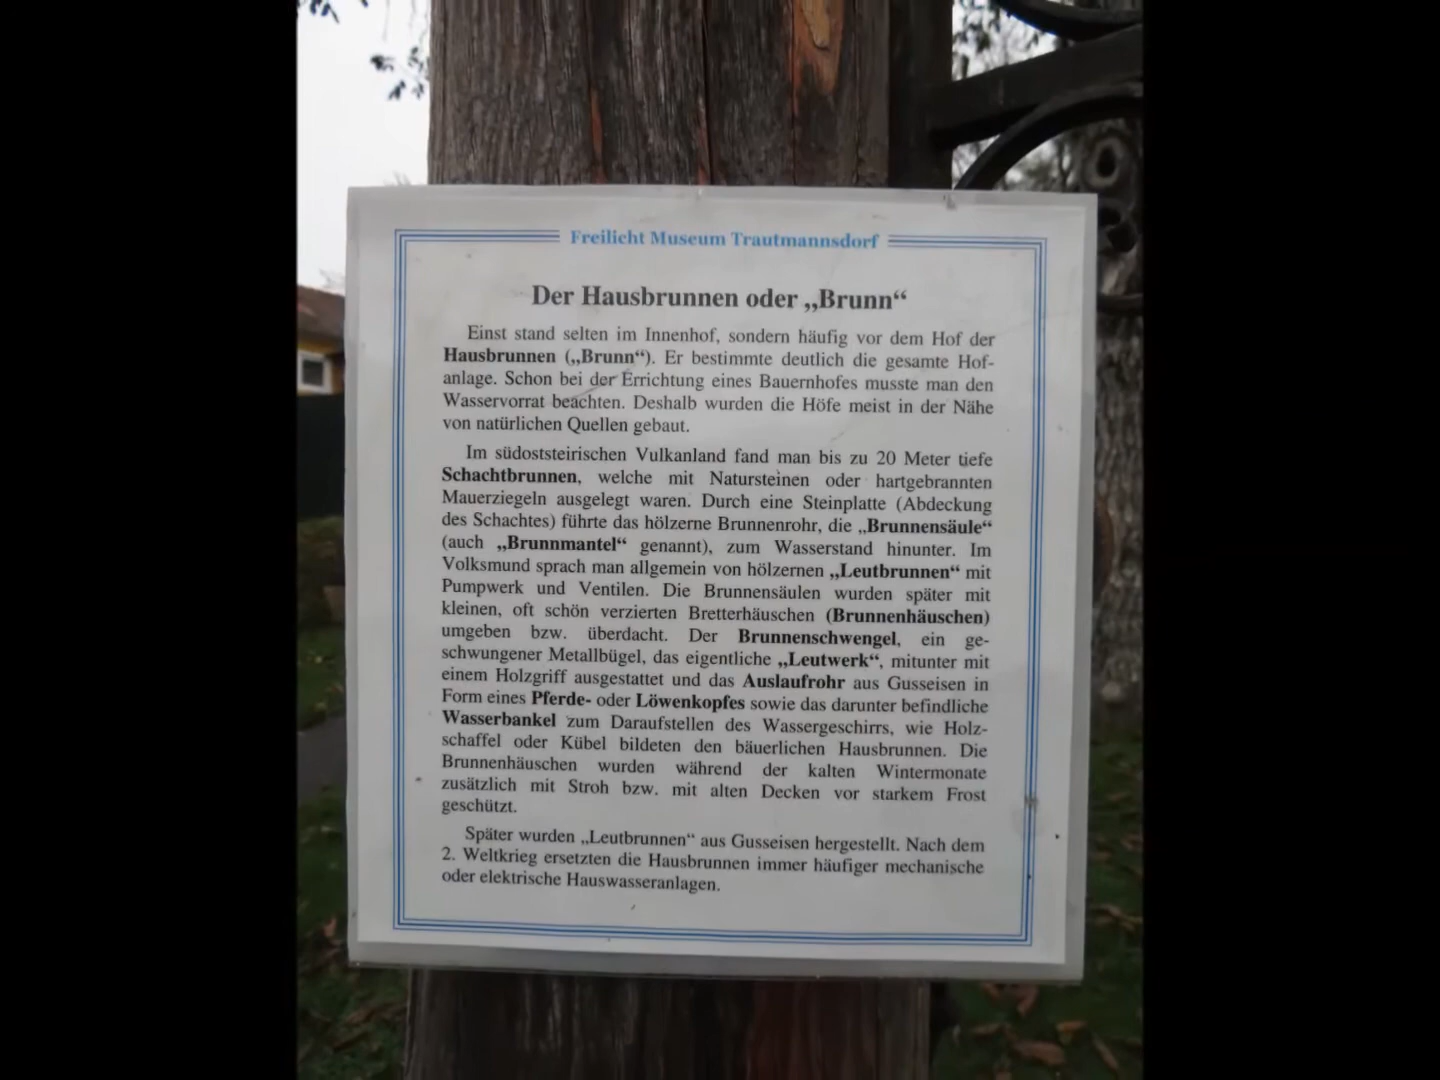 Freilicht Museum Trautmannsdorf
Der Hausbrunnen oder „Brunn“
Einst stand selten im Innenhof, sondern häufig vor dem Hof der
Hausbrunnen („Brunn“). Er bestimmte deutlich die gesamte Hof-
anlage. Schon bei der Errichtung eines Bauernhofes musste man den
Wasservorrat beachten. Deshalb wurden die Höfe meist in der Nähe
von natürlichen Quellen gebaut.
Im südoststeirischen Vulkanland fand man bis zu 20 Meter tiefe
Schachtbrunnen, welche mit Natursteinen oder hartgebrannten
Mauerziegeln ausgelegt waren. Durch eine Steinplatte (Abdeckung
des Schachtes) führte das hölzerne Brunnenrohr, die „Brunnensäule“
(auch „Brunnmantel“ genannt), zum Wasserstand hinunter. Im
Volksmund sprach man allgemein von hölzernen „Leutbrunnen“ mit
Pumpwerk und Ventilen. Die Brunnensäulen wurden später mit
kleinen, oft schön verzierten Bretterhäuschen (Brunnenhäuschen)
umgeben bzw. überdacht. Der Brunnenschwengel, ein ge-
schwungener Metallbügel, das eigentliche „Leutwerk“, mitunter mit
einem Holzgriff ausgestattet und das Auslaufrohr aus Gusseisen in
Form eines Pferde- oder Löwenkopfes sowie das darunter befindliche
Wasserbankel zum Daraufstellen des Wassergeschirrs, wie Holz-
schaffel oder Kübel bildeten den bäuerlichen Hausbrunnen. Die
Brunnenhäuschen wurden während der kalten Wintermonate
zusätzlich mit Stroh bzw. mit alten Decken vor starkem Frost
geschützt.
Später wurden „Leutbrunnen“ aus Gusseisen hergestellt. Nach dem
2. Weltkrieg ersetzten die Hausbrunnen immer häufiger mechanische
oder elektrische Hauswasseranlagen.